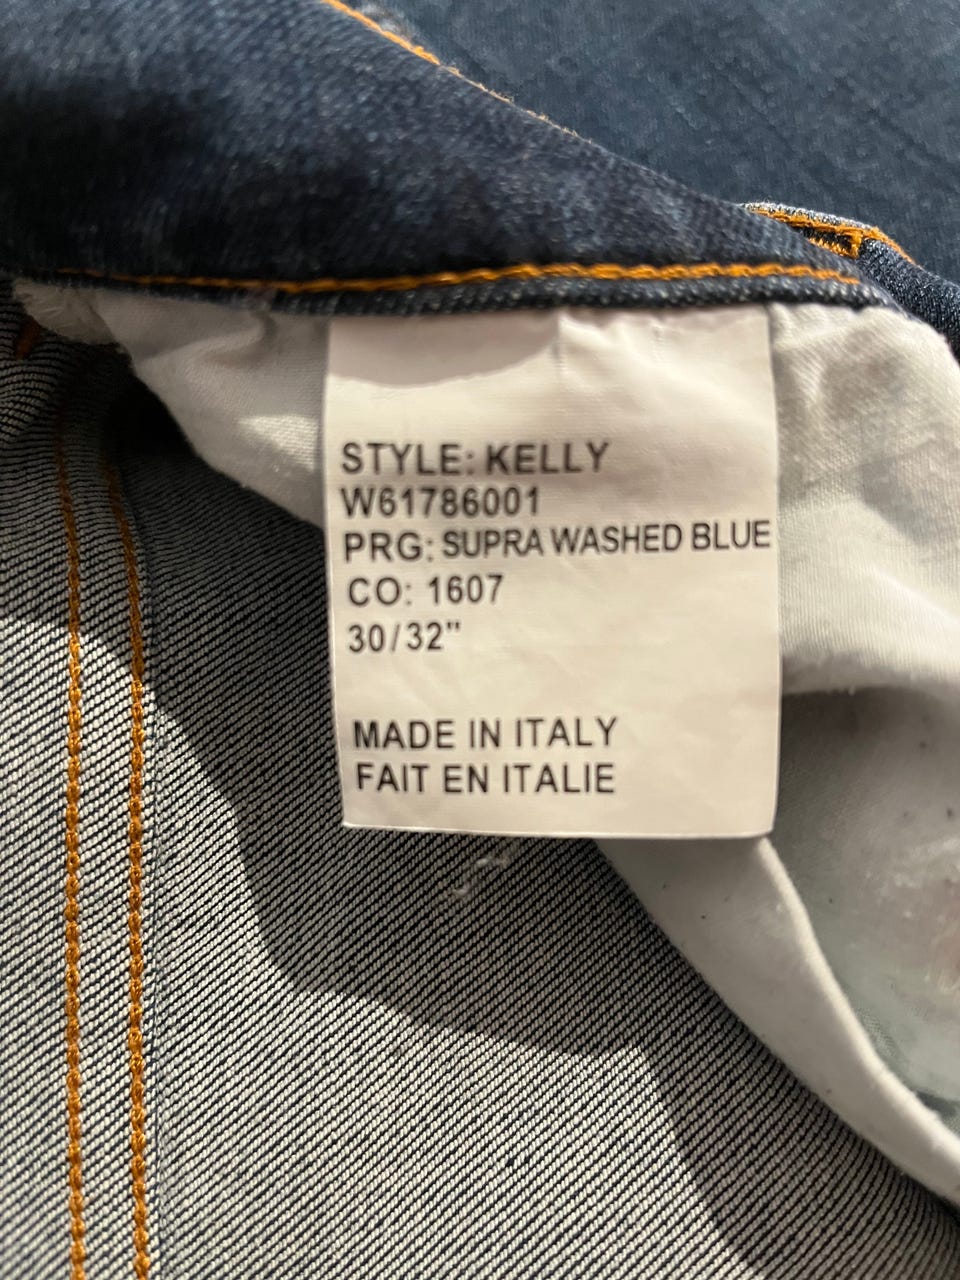 STYLE: KELLY
W61786001
PRG: SUPRA WASHED BLUE
CO: 1607
30/32"
MADE IN ITALY
FAIT EN ITALIE